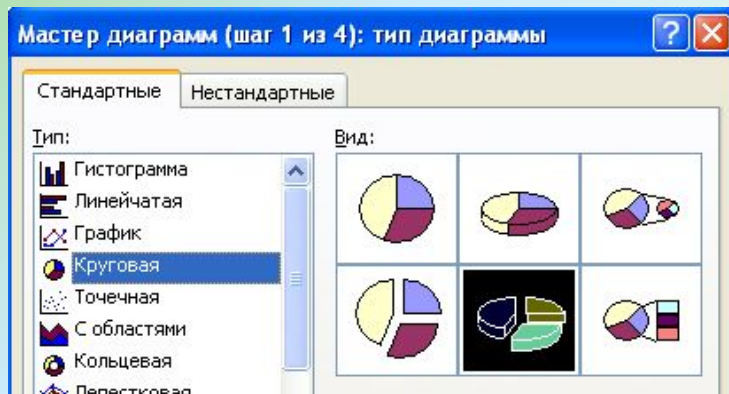 Мастер диаграмм (шаг 1 из 4): тип диаграммы
Стандартные Нестандартные
Тип: Вид:
Гистограмма
Линейчатая
График
Круговая
Точечная
С областями
Кольцевая
Лепестковая